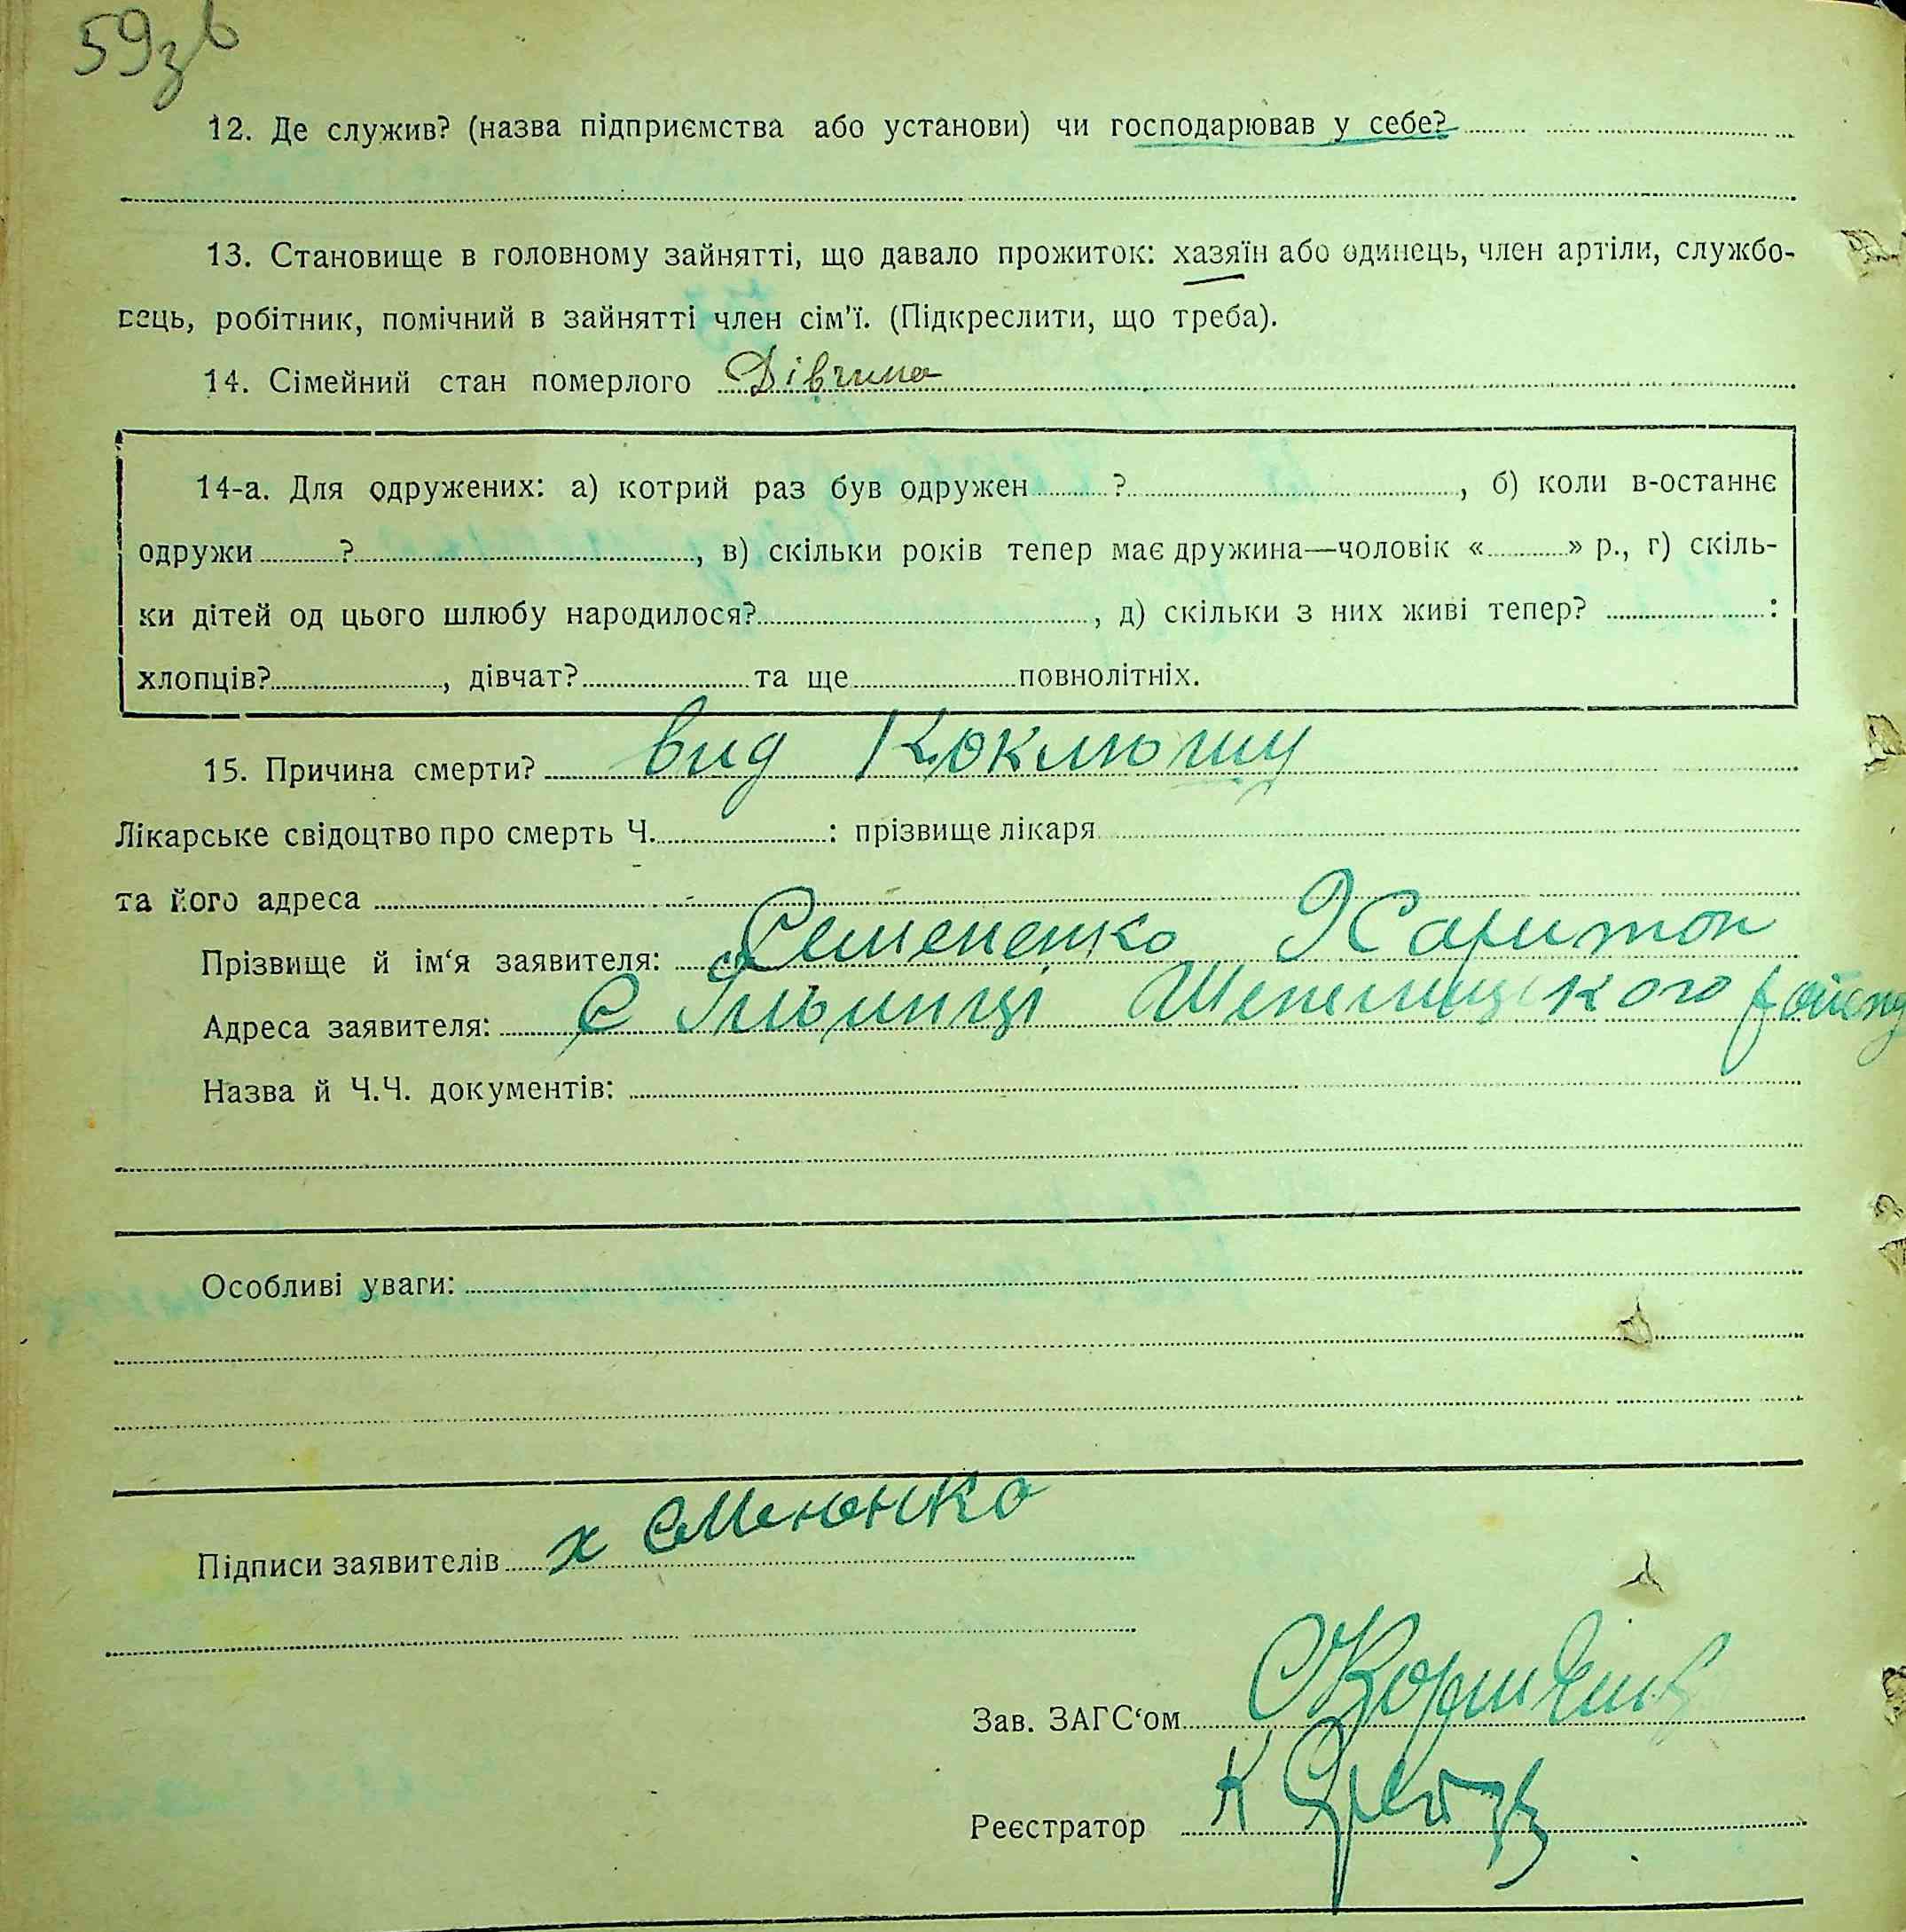 59зв
12. Де служив? (назва підприємства або установи) чи господарював у себе?
13. Становище в головному зайнятті, що давало прожиток: хазяїн або одинець, член артіли, службо-
вець, робітник, помічний в зайнятті член сім'ї. (Підкреслити, що треба).
14. Сімейний стан померлого Дівчина
14-а. Для одружених: а) котрий раз був одружен ?, б) коли в-останнє
одружи ?, в) скільки років тепер має дружина—чоловік « » р., г) скіль-
ки дітей од цього шлюбу народилося?, д) скільки з них живі тепер? :
хлопців?, дівчат? та ще повнолітніх.
15. Причина смерти? вид Коклюшу
Лікарське свідоцтво про смерть Ч. : прізвище лікаря
та його адреса
Прізвище й ім'я заявителя: Семененко Харитон
Адреса заявителя: с Ільинці Шепелицького району
Назва й Ч.Ч. документів:
Особливі уваги:
Підписи заявителів х Семененко
Зав. ЗАГС'ом
Реєстратор